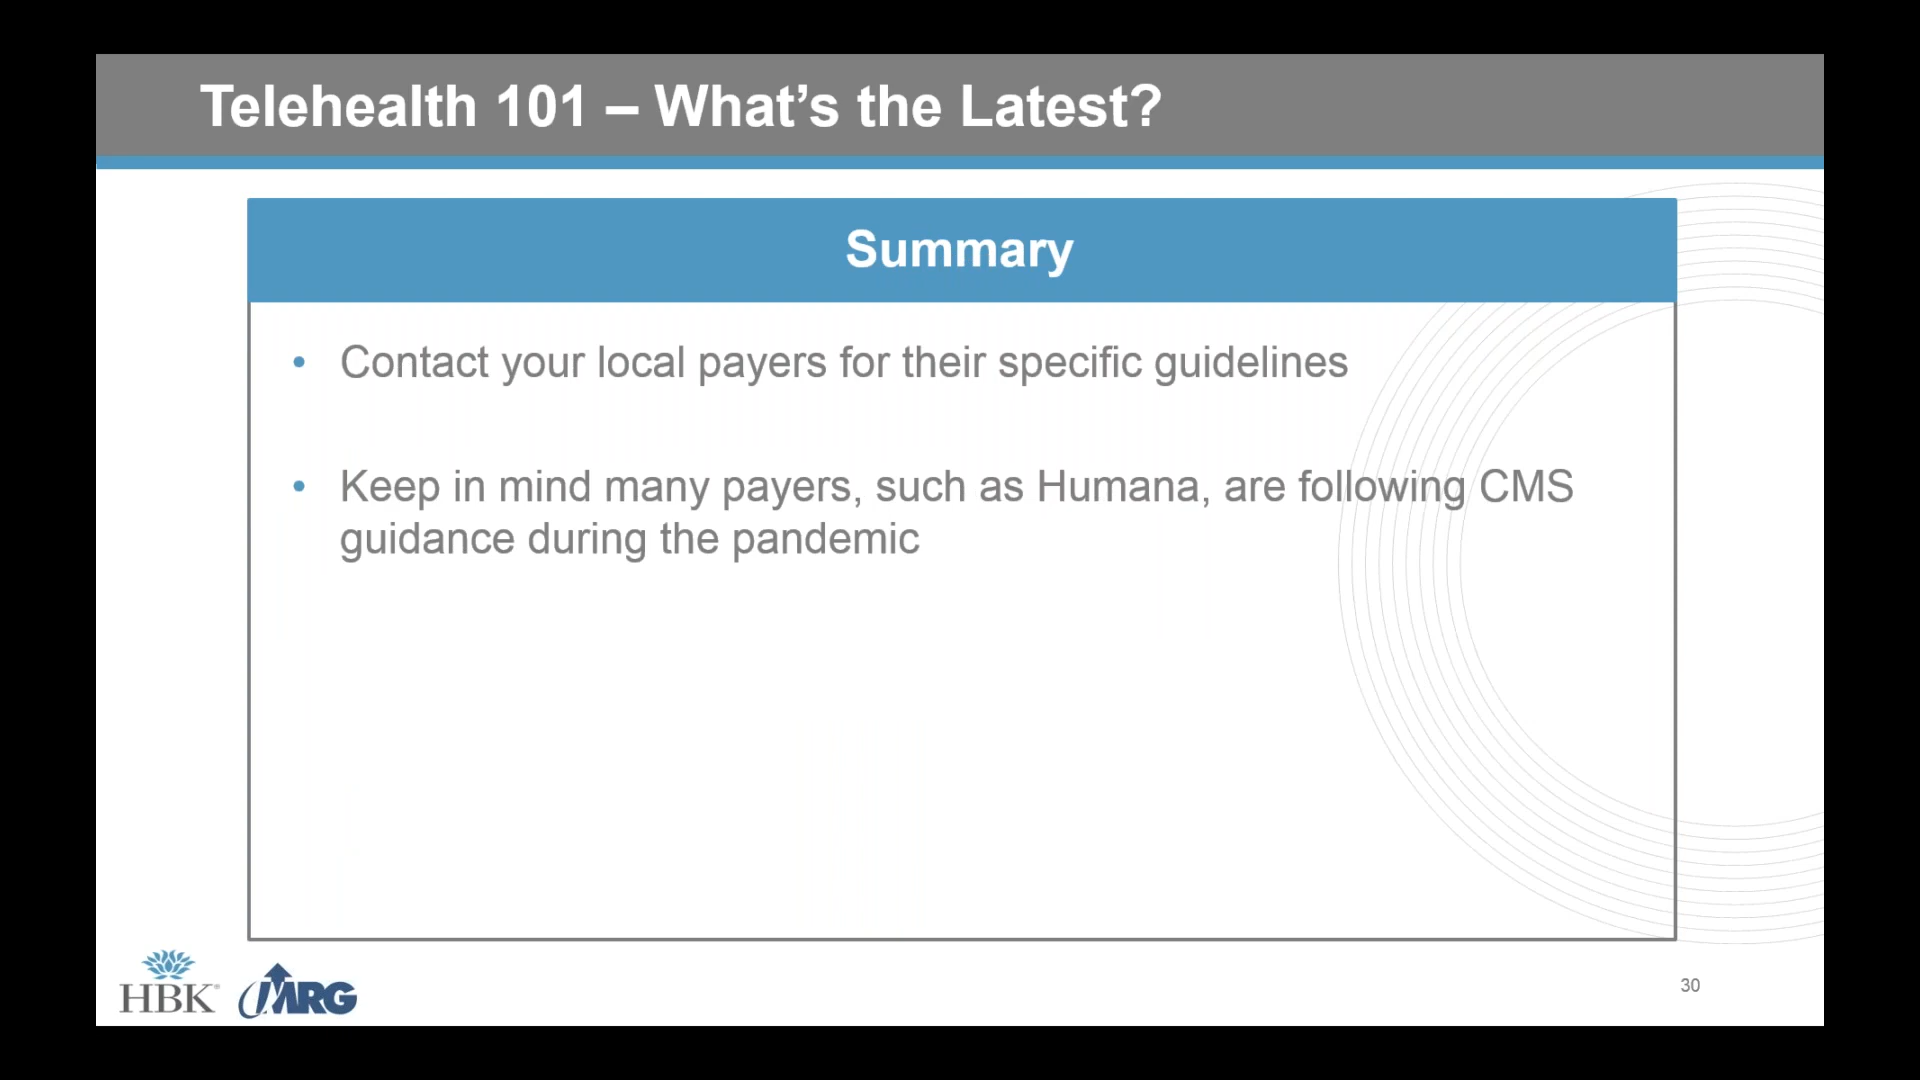 Telehealth 101 – What's the Latest?
Summary
• Contact your local payers for their specific guidelines
• Keep in mind many payers, such as Humana, are following CMS
guidance during the pandemic
HBK®
MRG
30